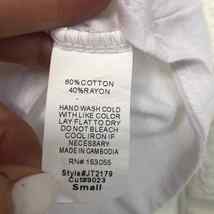 60%COTTON
40%RAYON
HAND WASH COLD
WITH LIKE COLOR
LAY FLAT TO DRY
DO NOT BLEACH
COOL IRON IF
NECESSARY
MADE IN CAMBODIA
RN# 153055
Style#JT2179
Cut#9023
Small